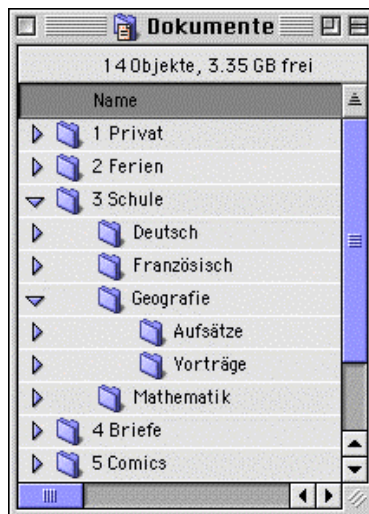 Dokumente
14 Objekte, 3.35 GB frei
Name
1 Privat
2 Ferien
3 Schule
Deutsch
Französisch
Geografie
Aufsätze
Vorträge
Mathematik
4 Briefe
5 Comics